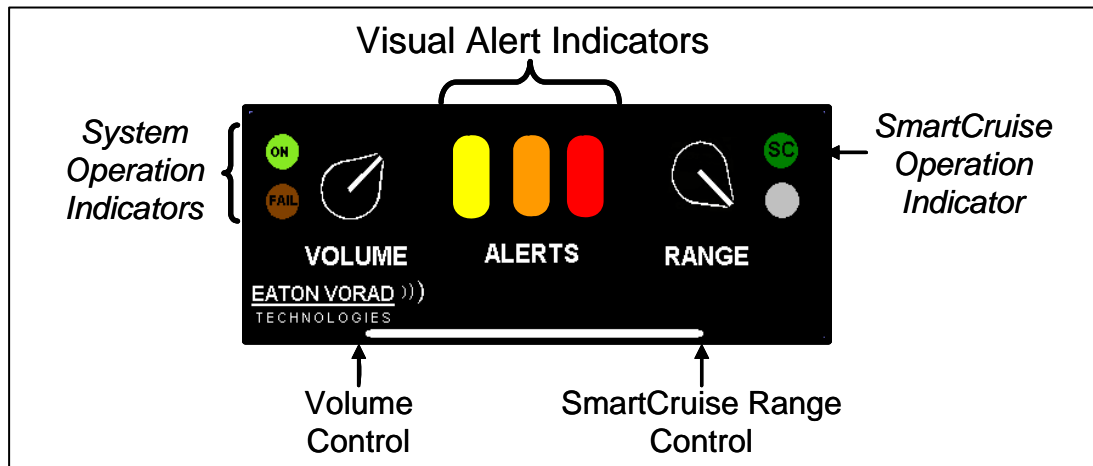 Visual Alert Indicators
System
Operation
Indicators
ON
FAIL
VOLUME
ALERTS
RANGE
SC
SmartCruise
Operation
Indicator
EATON VORAD )))
TECHNOLOGIES
Volume
Control
SmartCruise Range
Control